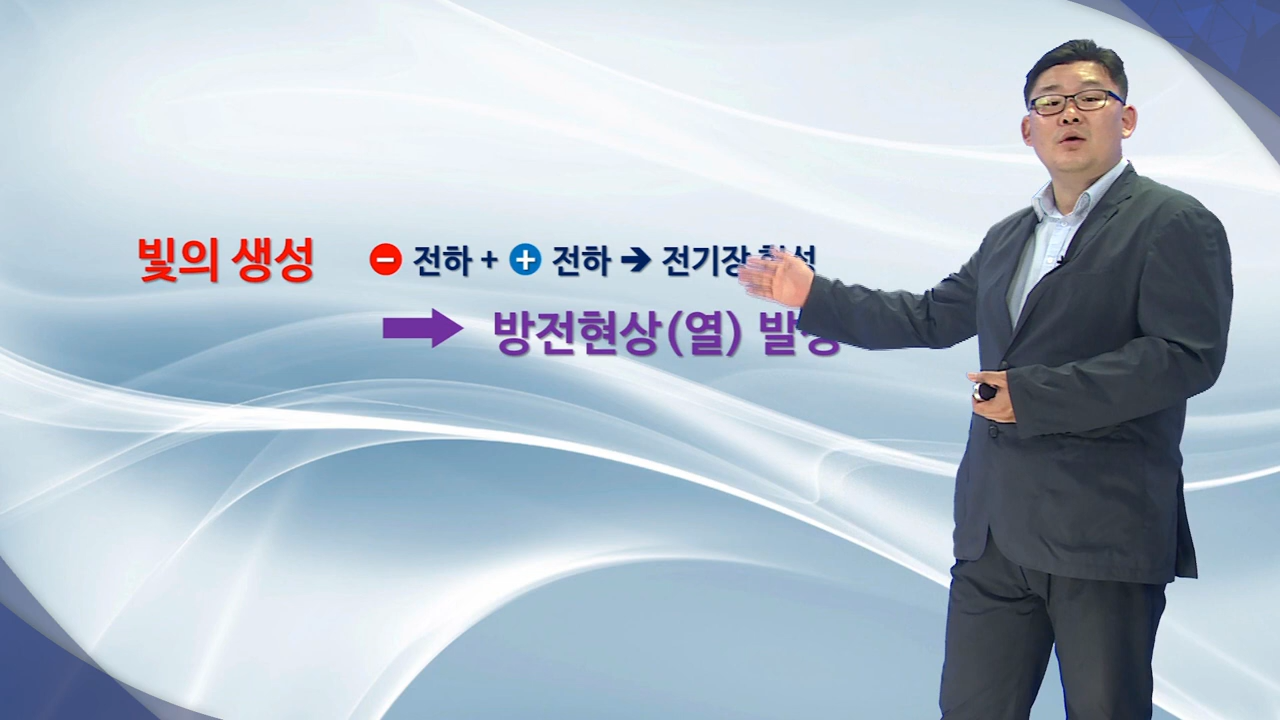 빛의 생성 - 전하 + + 전하 → 전기장
➡ 방전현상(열)